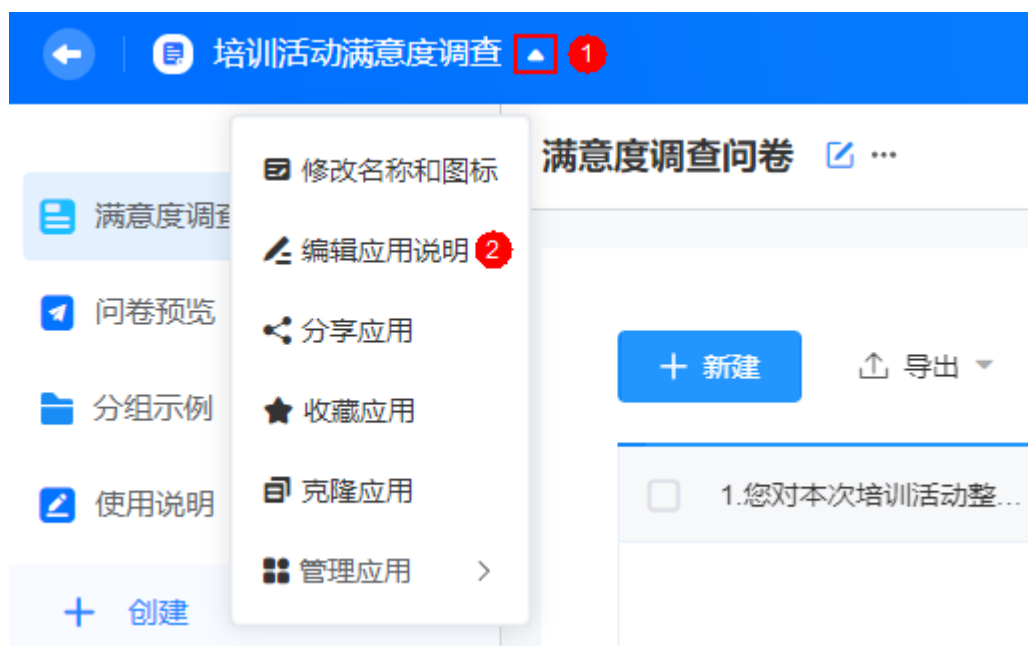 培训活动满意度调查 1
修改名称和图标
编辑应用说明 2
分享应用
收藏应用
克隆应用
管理应用
满意度调查
问卷预览
分组示例
使用说明
创建
满意度调查问卷 ...
新建 导出
1.您对本次培训活动整...